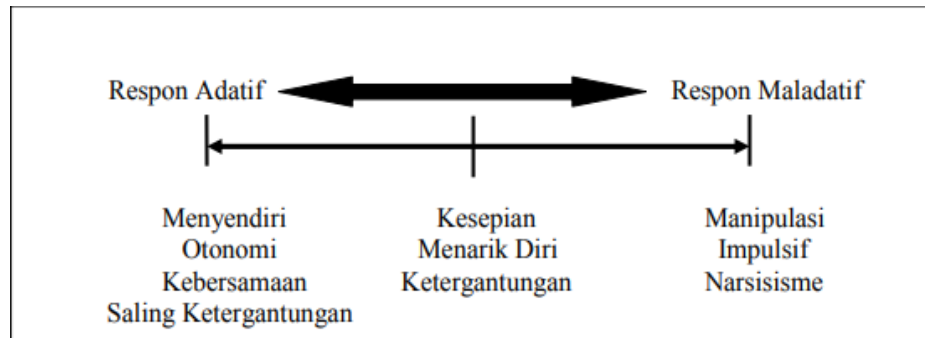 Respon Adatif
Respon Maladatif
Menyendiri
Otonomi
Kebersamaan
Saling Ketergantungan
Kesepian
Menarik Diri
Ketergantungan
Manipulasi
Impulsif
Narsisisme